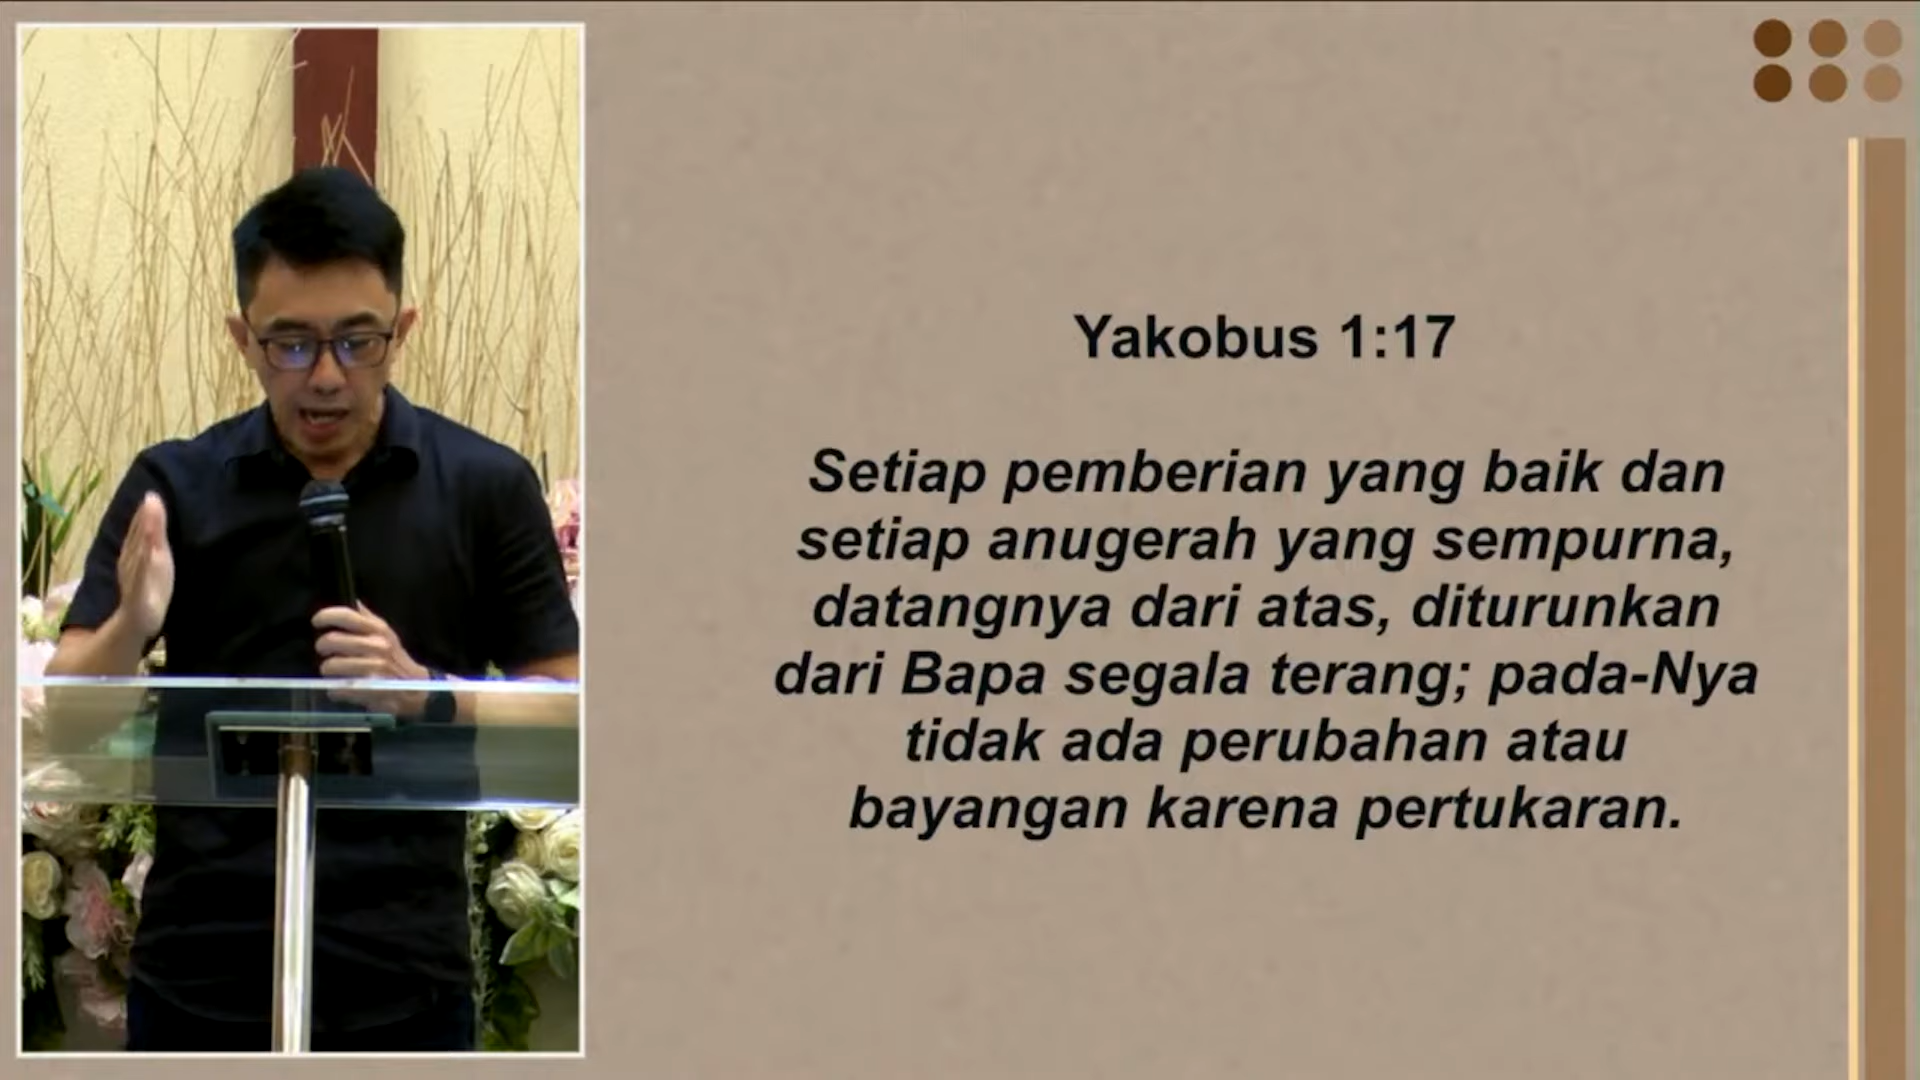 Yakobus 1:17
Setiap pemberian yang baik dan
setiap anugerah yang sempurna,
datangnya dari atas, diturunkan
dari Bapa segala terang; pada-Nya
tidak ada perubahan atau
bayangan karena pertukaran.